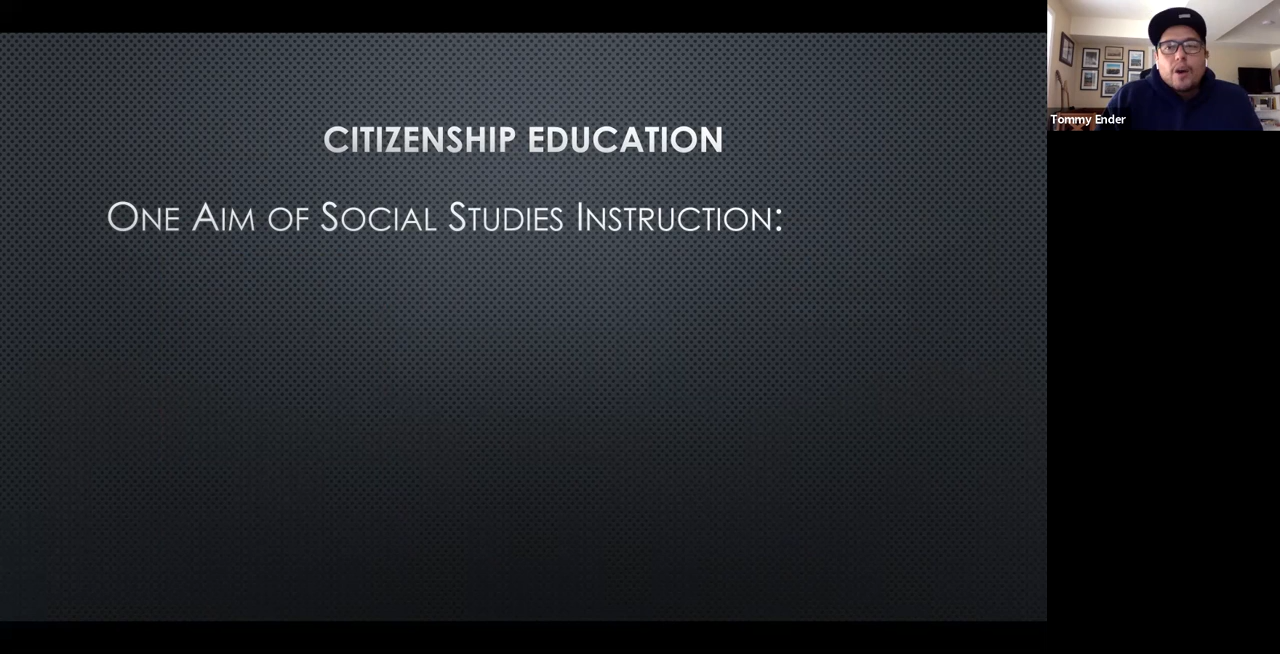 CITIZENSHIP EDUCATION
ONE AIM OF SOCIAL STUDIES INSTRUCTION:
Tommy Ender